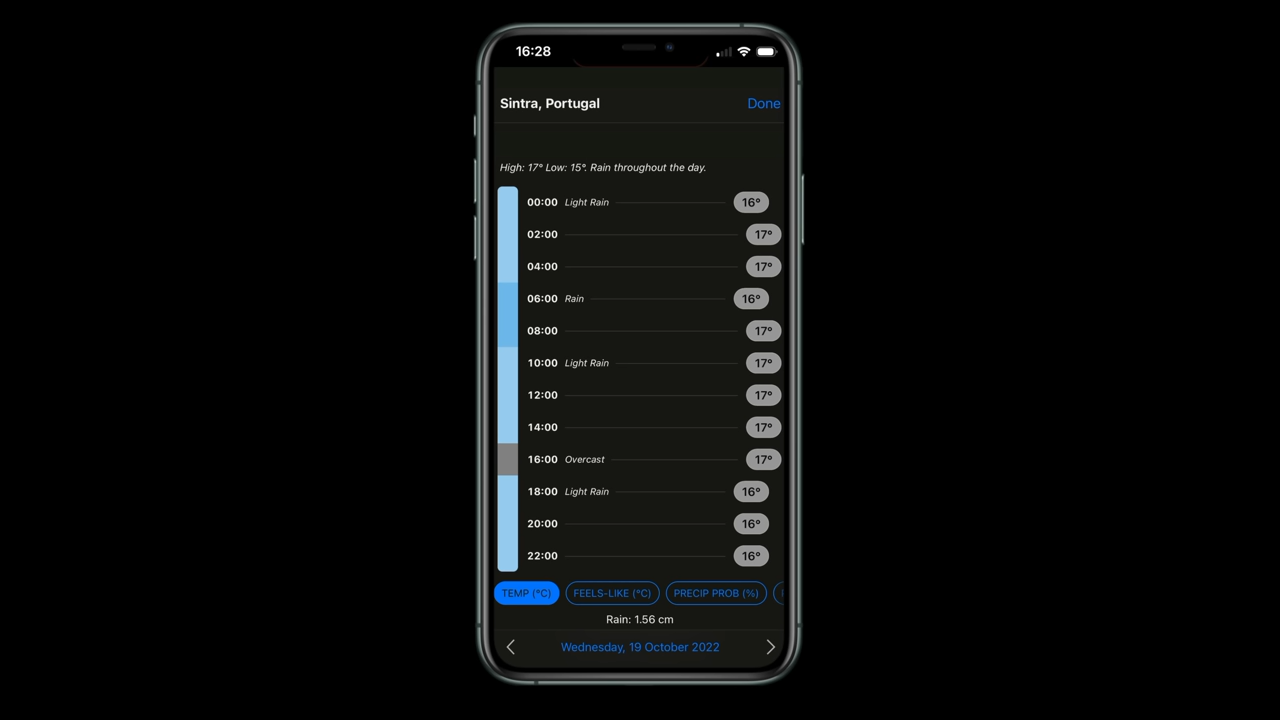 16:28
Sintra, Portugal Done
High: 17° Low: 15°. Rain throughout the day.
00:00 Light Rain 16°
02:00 17°
04:00 17°
06:00 Rain 16°
08:00 17°
10:00 Light Rain 17°
12:00 17°
14:00 17°
16:00 Overcast 17°
18:00 Light Rain 16°
20:00 16°
22:00 16°
TEMP (°C) FEELS-LIKE (°C) PRECIP PROB (%)
Rain: 1.56 cm
Wednesday, 19 October 2022